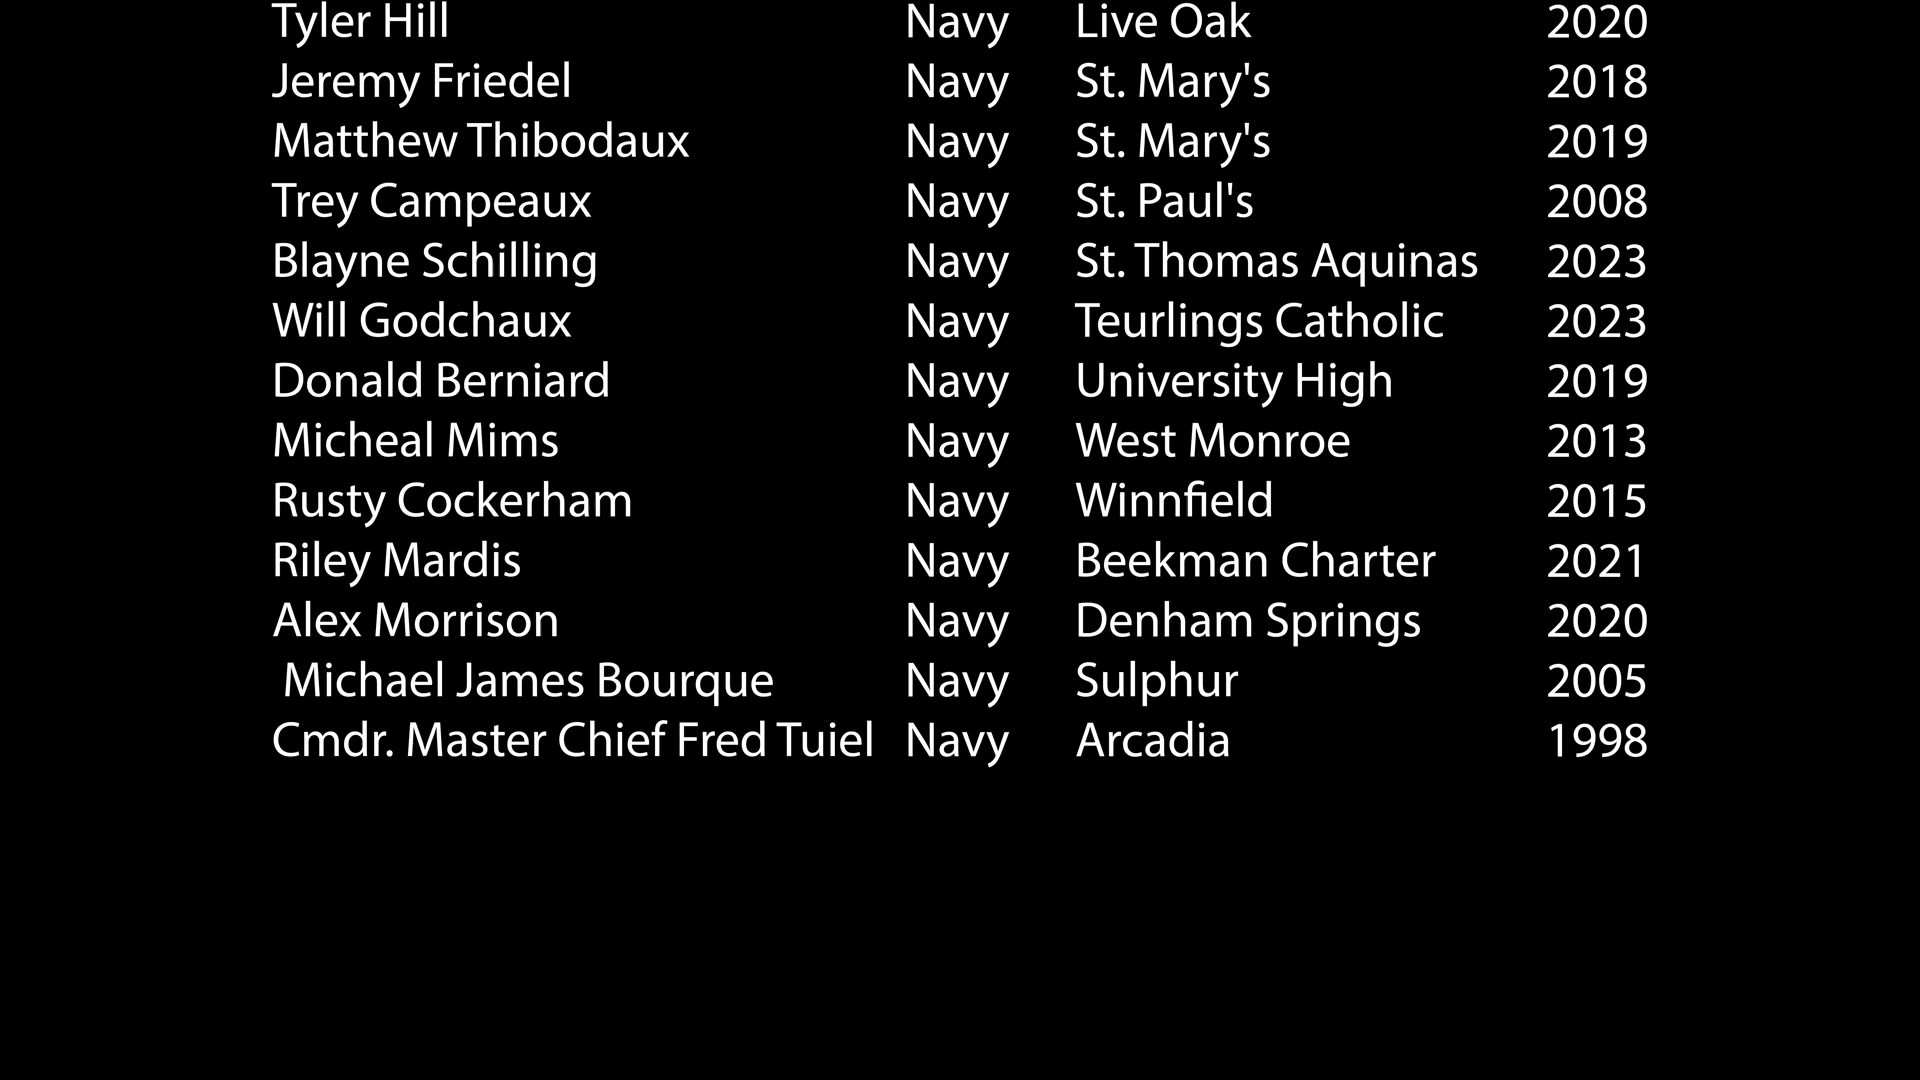 Tyler Hill Navy Live Oak 2020
Jeremy Friedel Navy St. Mary's 2018
Matthew Thibodaux Navy St. Mary's 2019
Trey Campeaux Navy St. Paul's 2008
Blayne Schilling Navy St. Thomas Aquinas 2023
Will Godchaux Navy Teurlings Catholic 2023
Donald Berniard Navy University High 2019
Micheal Mims Navy West Monroe 2013
Rusty Cockerham Navy Winnfield 2015
Riley Mardis Navy Beekman Charter 2021
Alex Morrison Navy Denham Springs 2020
Michael James Bourque Navy Sulphur 2005
Cmdr. Master Chief Fred Tuiel Navy Arcadia 1998